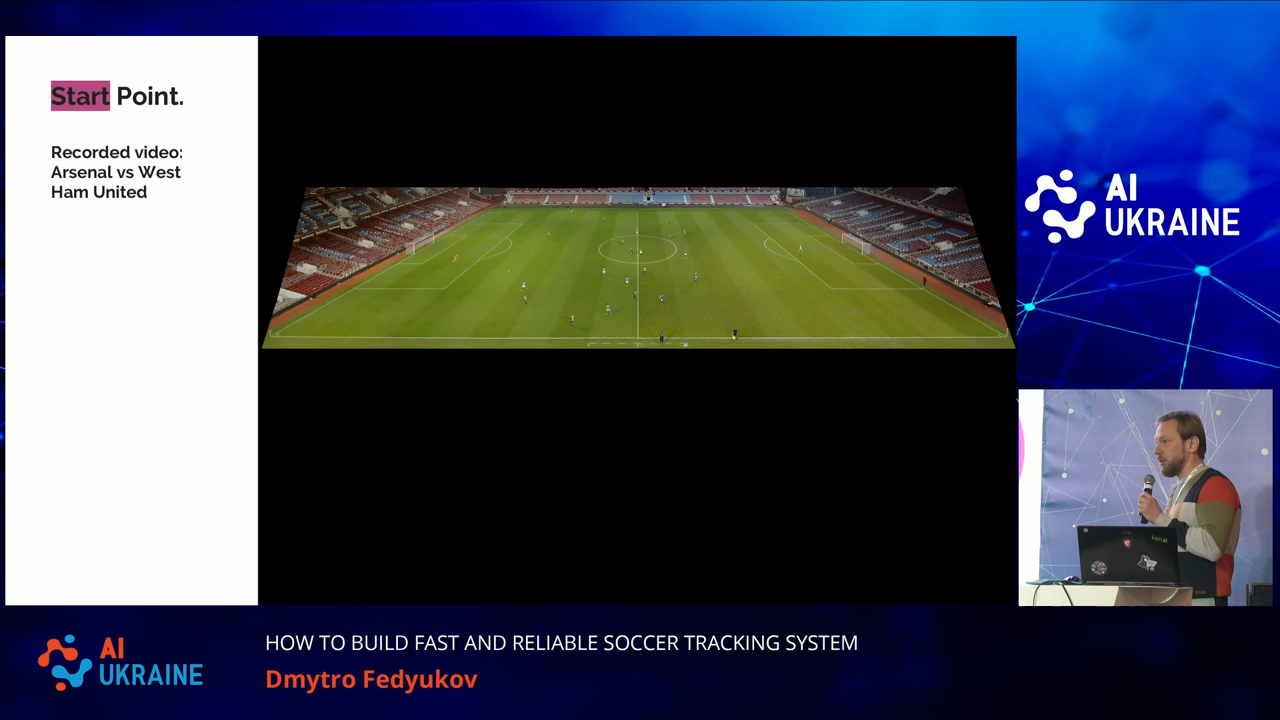 Start Point.
Recorded video:
Arsenal vs West
Ham United
AI
UKRAINE
AI
UKRAINE
HOW TO BUILD FAST AND RELIABLE SOCCER TRACKING SYSTEM
Dmytro Fedyukov